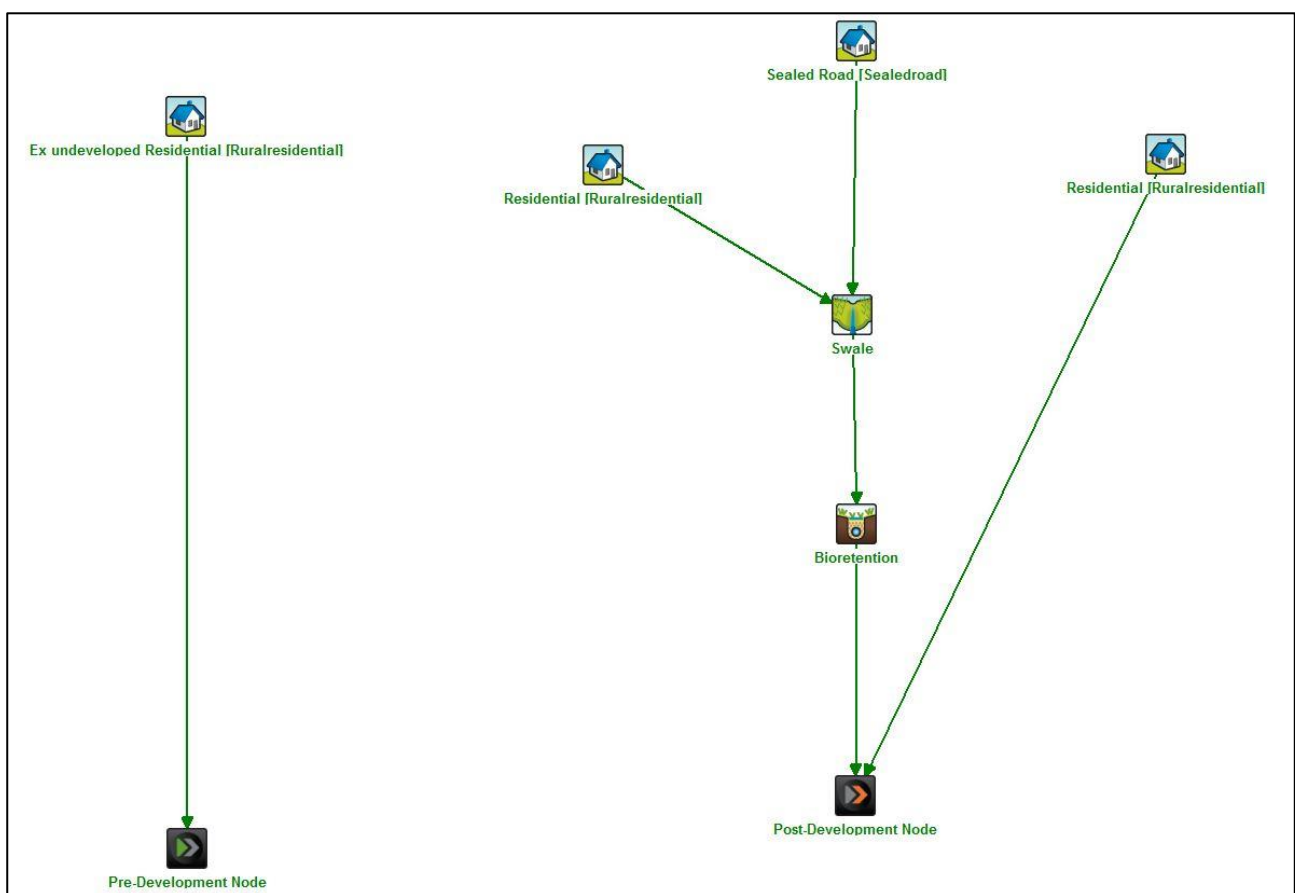 Sealed Road [Sealedroad]
Ex undeveloped Residential [Ruralresidential]
Residential [Ruralresidential]
Residential [Ruralresidential]
Swale
Bioretention
Post-Development Node
Pre-Development Node